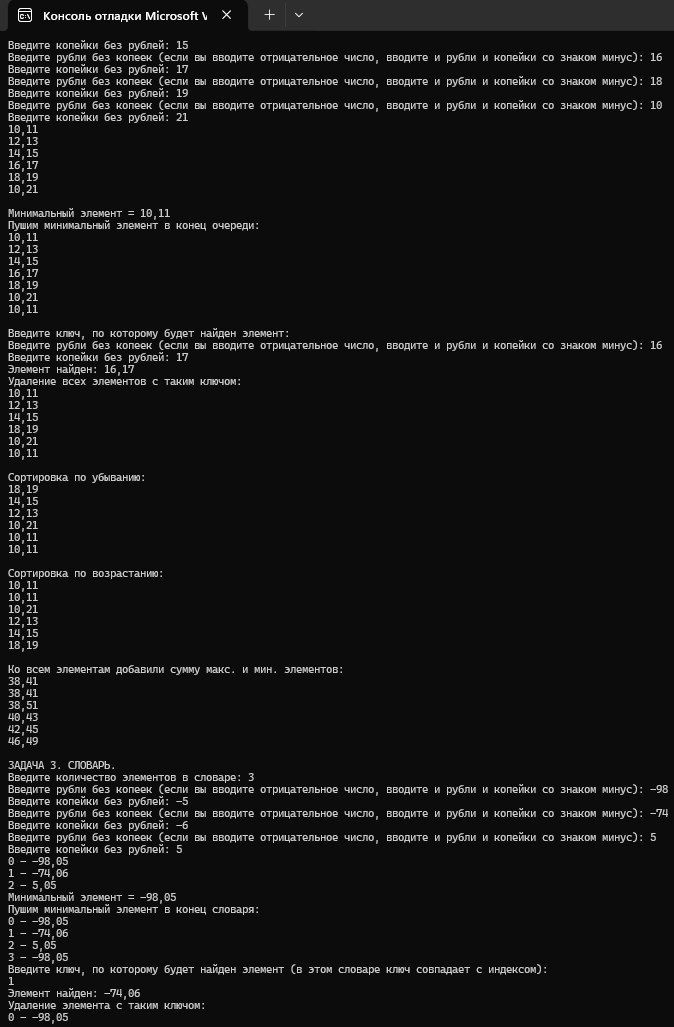 Консоль отладки Microsoft V
Введите копейки без рублей: 15
Введите рубли без копеек (если вы вводите отрицательное число, вводите и рубли и копейки со знаком минус): 16
Введите копейки без рублей: 17
Введите рубли без копеек (если вы вводите отрицательное число, вводите и рубли и копейки со знаком минус): 18
Введите копейки без рублей: 19
Введите рубли без копеек (если вы вводите отрицательное число, вводите и рубли и копейки со знаком минус): 10
Введите копейки без рублей: 21
10,11
12,13
14,15
16,17
18,19
10,21
Минимальный элемент = 10,11
Пушим минимальный элемент в конец очереди:
10,11
12,13
14,15
16,17
18,19
10,21
10,11
Введите ключ, по которому будет найден элемент:
Введите рубли без копеек (если вы вводите отрицательное число, вводите и рубли и копейки со знаком минус): 16
Введите копейки без рублей: 17
Элемент найден: 16,17
Удаление всех элементов с таким ключом:
10,11
12,13
14,15
18,19
10,21
10,11
Сортировка по убыванию:
18,19
14,15
12,13
10,21
10,11
10,11
Сортировка по возрастанию:
10,11
10,11
10,21
12,13
14,15
18,19
Ко всем элементам добавили сумму макс. и мин. элементов:
38,41
38,41
38,51
40,43
42,45
46,49
ЗАДАЧА 3. СЛОВАРЬ.
Введите количество элементов в словаре: 3
Введите рубли без копеек (если вы вводите отрицательное число, вводите и рубли и копейки со знаком минус): -98
Введите копейки без рублей: -5
Введите рубли без копеек (если вы вводите отрицательное число, вводите и рубли и копейки со знаком минус): -74
Введите копейки без рублей: -6
Введите рубли без копеек (если вы вводите отрицательное число, вводите и рубли и копейки со знаком минус): 5
Введите копейки без рублей: 5
0 - -98,05
1 - -74,06
2 - 5,05
Минимальный элемент = -98,05
Пушим минимальный элемент в конец словаря:
0 - -98,05
1 - -74,06
2 - 5,05
3 - -98,05
Введите ключ, по которому будет найден элемент (в этом словаре ключ совпадает с индексом):
1
Элемент найден: -74,06
Удаление элемента с таким ключом:
0 - -98,05